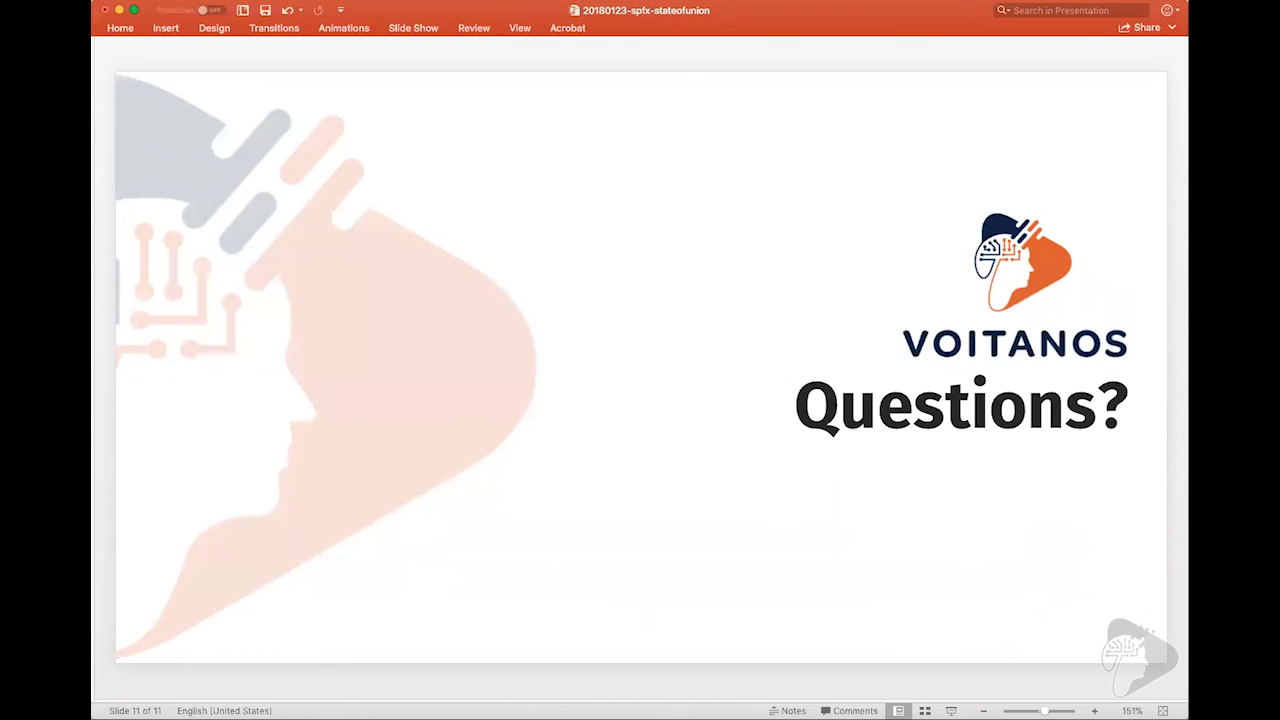 OFF
20180123-spfx-stateofunion
Search in Presentation
Home Insert Design Transitions Animations Slide Show Review View Acrobat
Share
VOITANOS
Questions?
Slide 11 of 11 English (United States) Notes Comments 151%